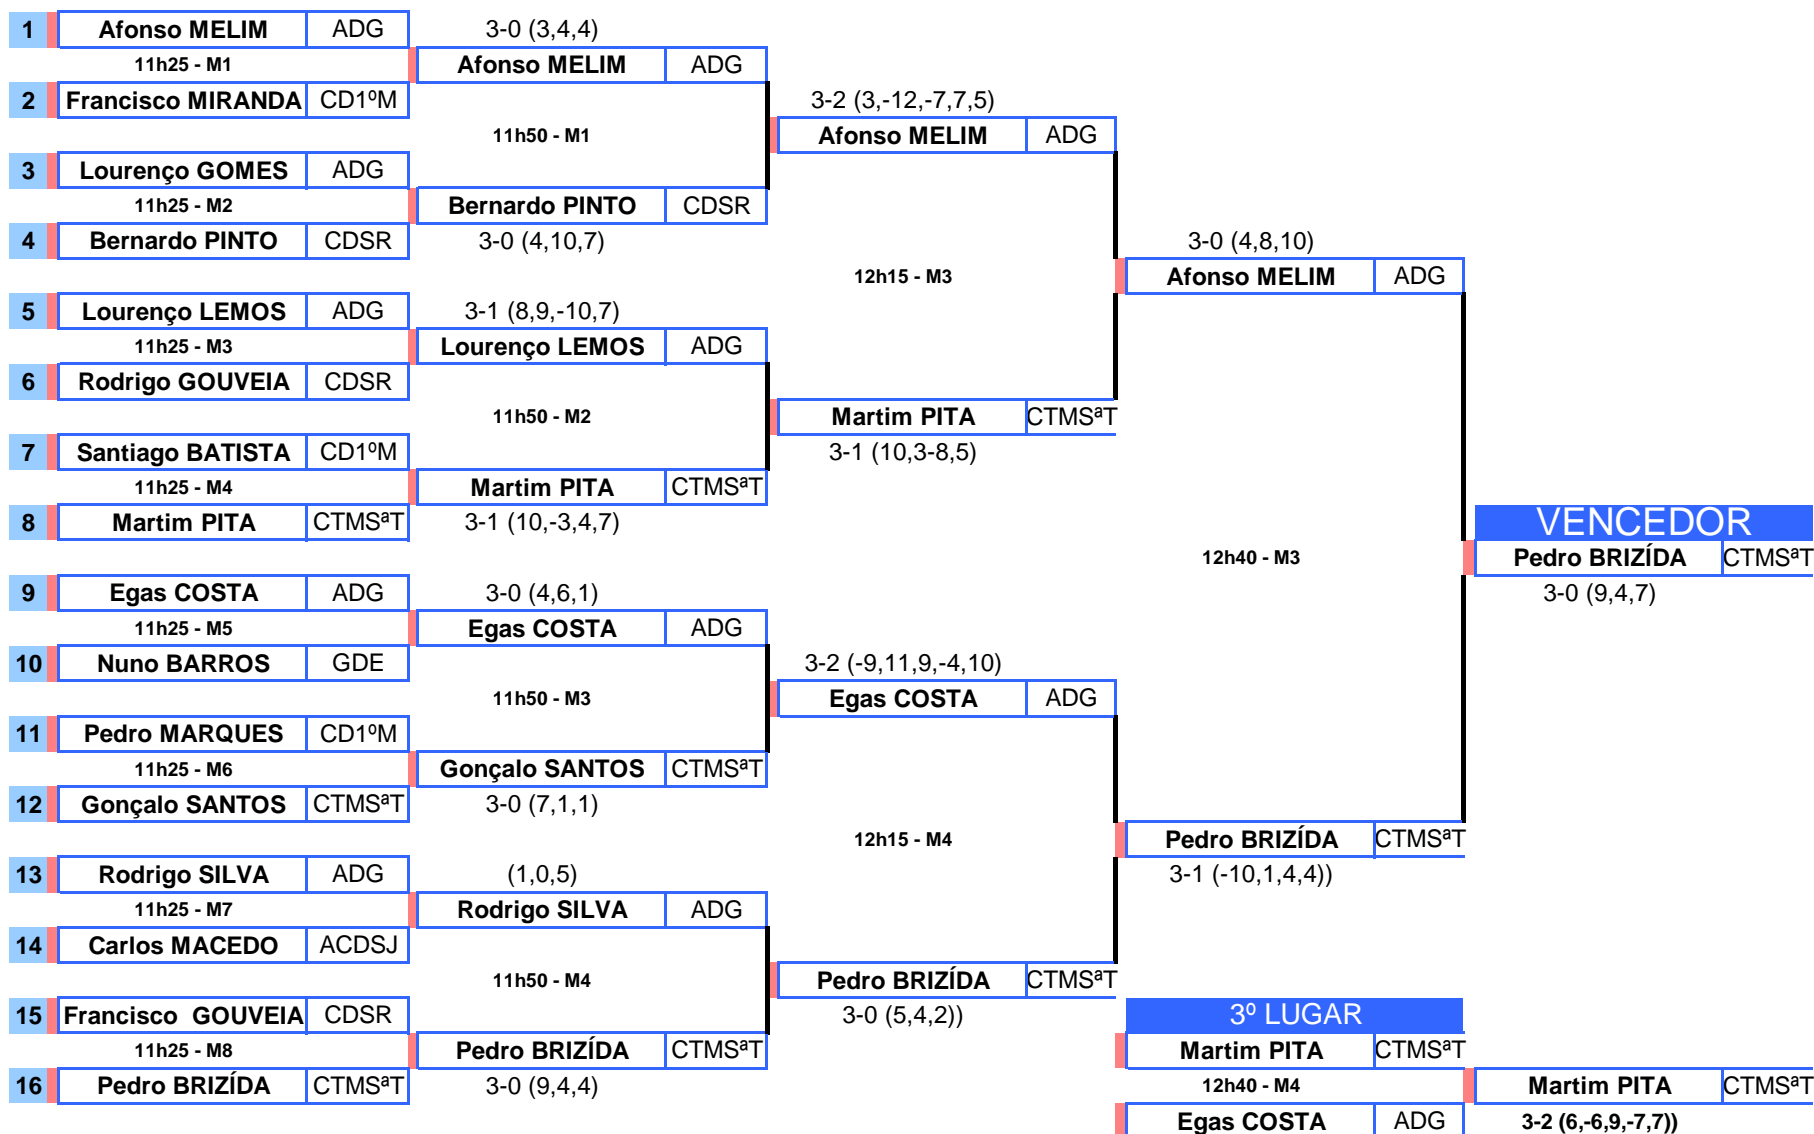 1 Afonso MELIM ADG 3-0 (3,4,4)
11h25 - M1 Afonso MELIM ADG
2 Francisco MIRANDA CD1ºM 3-2 (3,-12,-7,7,5)
11h50 - M1 Afonso MELIM ADG
3 Lourenço GOMES ADG
11h25 - M2 Bernardo PINTO CDSR
4 Bernardo PINTO CDSR 3-0 (4,10,7) 3-0 (4,8,10)
12h15 - M3 Afonso MELIM ADG
5 Lourenço LEMOS ADG 3-1 (8,9,-10,7)
11h25 - M3 Lourenço LEMOS ADG
6 Rodrigo GOUVEIA CDSR
11h50 - M2 Martim PITA CTMSªT
7 Santiago BATISTA CD1ºM 3-1 (10,3-8,5)
11h25 - M4 Martim PITA CTMSªT
8 Martim PITA CTMSªT 3-1 (10,-3,4,7) VENCEDOR
12h40 - M3 Pedro BRIZÍDA CTMSªT
9 Egas COSTA ADG 3-0 (4,6,1) 3-0 (9,4,7)
11h25 - M5 Egas COSTA ADG
10 Nuno BARROS GDE 3-2 (-9,11,9,-4,10)
11h50 - M3 Egas COSTA ADG
11 Pedro MARQUES CD1ºM
11h25 - M6 Gonçalo SANTOS CTMSªT
12 Gonçalo SANTOS CTMSªT 3-0 (7,1,1)
12h15 - M4 Pedro BRIZÍDA CTMSªT
13 Rodrigo SILVA ADG (1,0,5) 3-1 (-10,1,4,4))
11h25 - M7 Rodrigo SILVA ADG
14 Carlos MACEDO ACDSJ
11h50 - M4 Pedro BRIZÍDA CTMSªT
15 Francisco GOUVEIA CDSR 3-0 (5,4,2)) 3º LUGAR
11h25 - M8 Pedro BRIZÍDA CTMSªT Martim PITA CTMSªT
16 Pedro BRIZÍDA CTMSªT 3-0 (9,4,4) 12h40 - M4 Martim PITA CTMSªT
Egas COSTA ADG 3-2 (6,-6,9,-7,7))